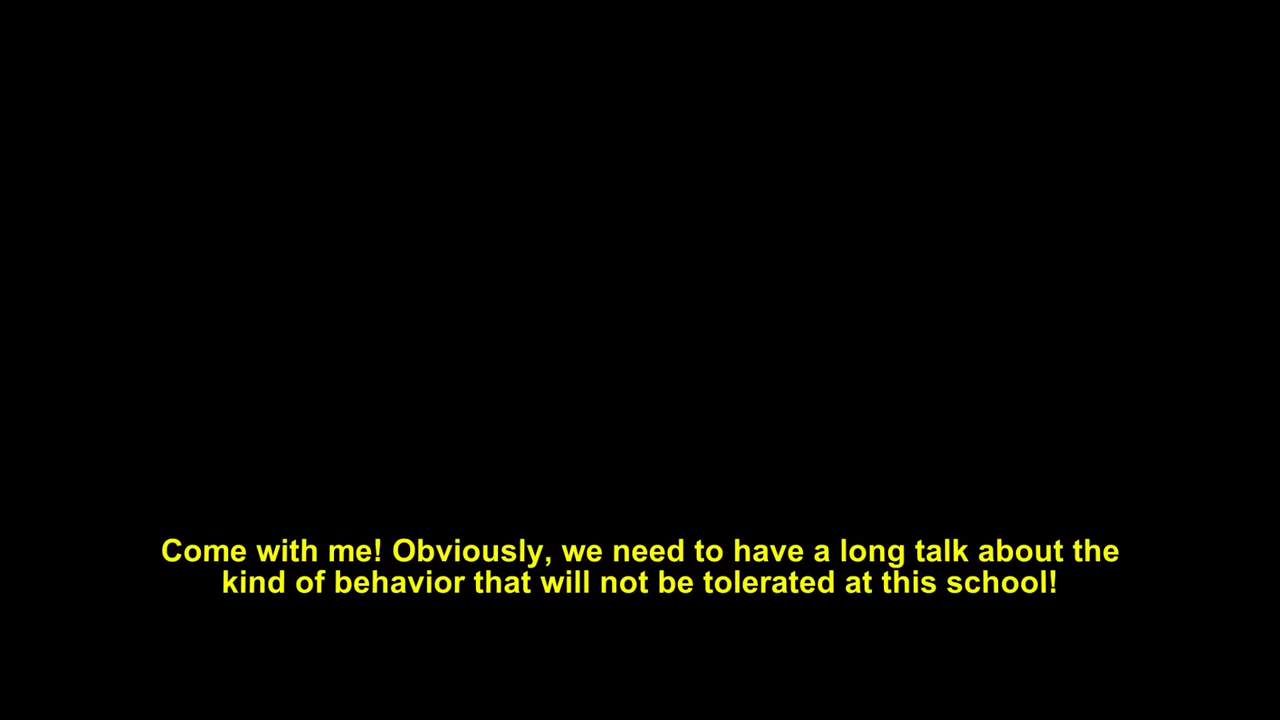 Come with me! Obviously, we need to have a long talk about the
kind of behavior that will not be tolerated at this school!